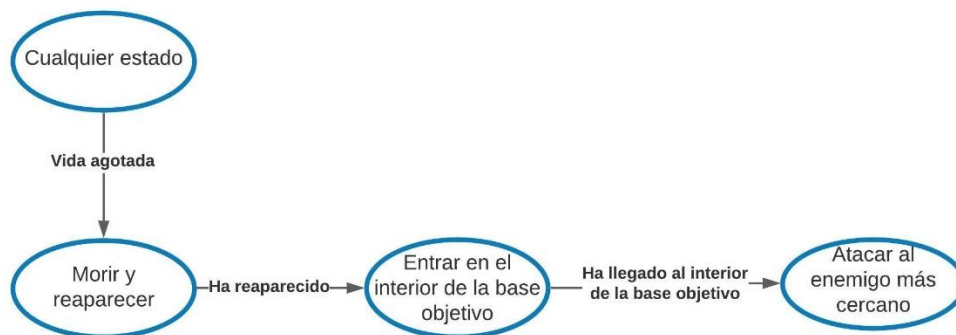 Cualquier estado
Vida agotada
Morir y
reaparecer
Ha reaparecido
Entrar en el
interior de la base
objetivo
Ha llegado al interior
de la base objetivo
Atacar al
enemigo más
cercano